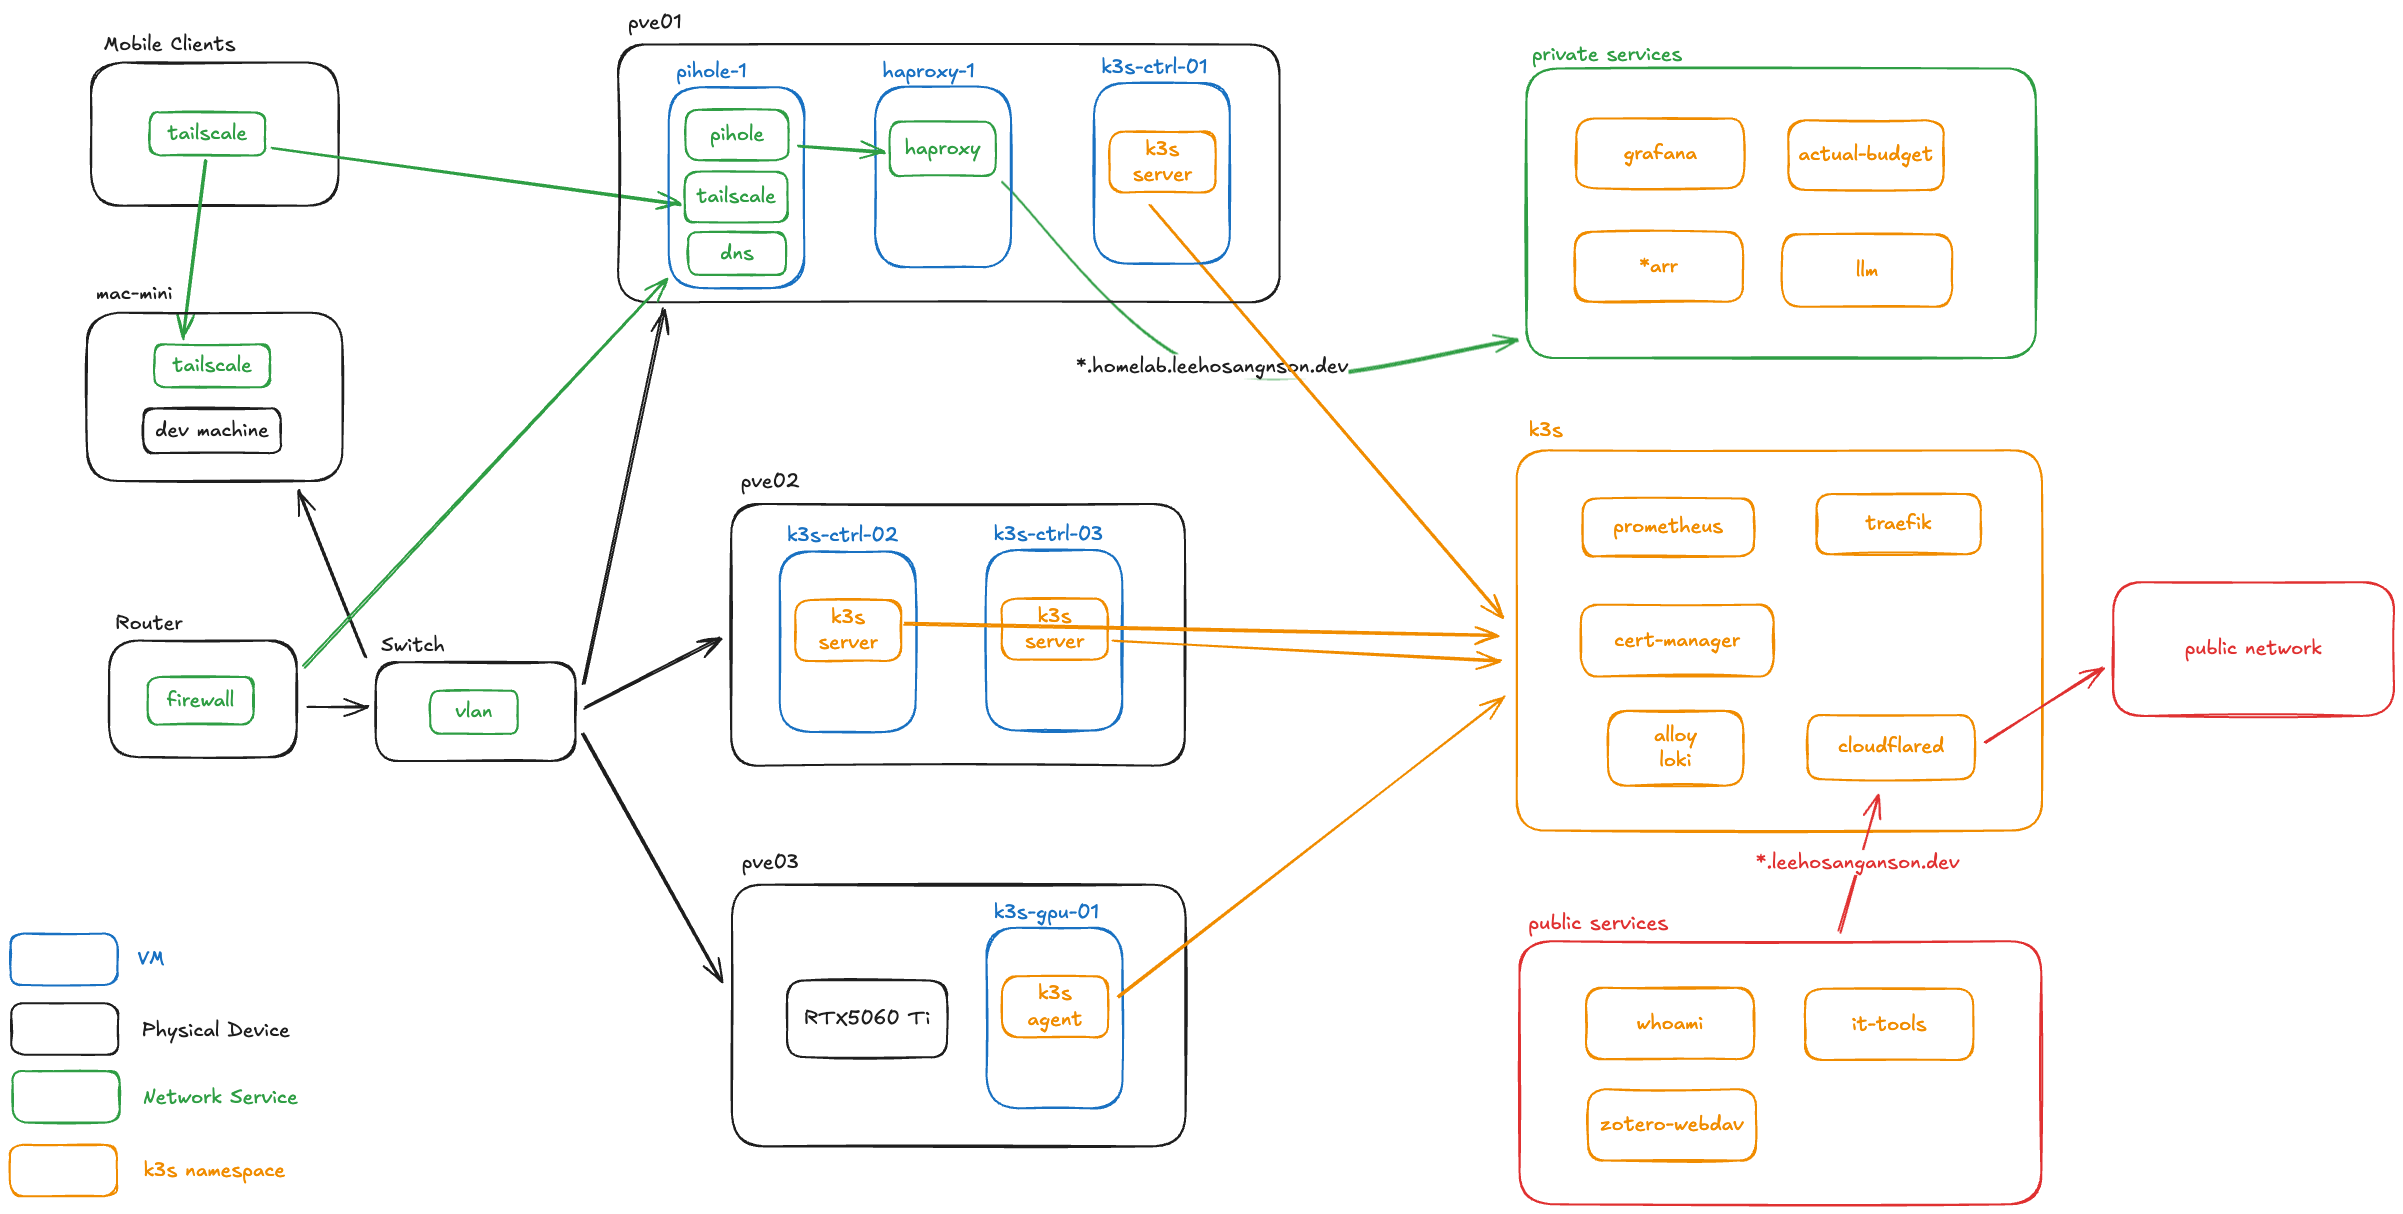 Mobile Clients
tailscale
mac-mini
tailscale
dev machine
Router
firewall
Switch
vlan
pve01
pihole-1
pihole
tailscale
dns
haproxy-1
haproxy
k3s-ctrl-01
k3s
server
*.homelab.leehosangnson.dev
pve02
k3s-ctrl-02
k3s
server
k3s-ctrl-03
k3s
server
pve03
RTX5060 Ti
k3s-gpu-01
k3s
agent
private services
grafana
actual-budget
*arr
llm
k3s
prometheus
traefik
cert-manager
alloy
loki
cloudflared
public network
*.leehosanganson.dev
public services
whoami
it-tools
zotero-webdav
VM
Physical Device
Network Service
k3s namespace